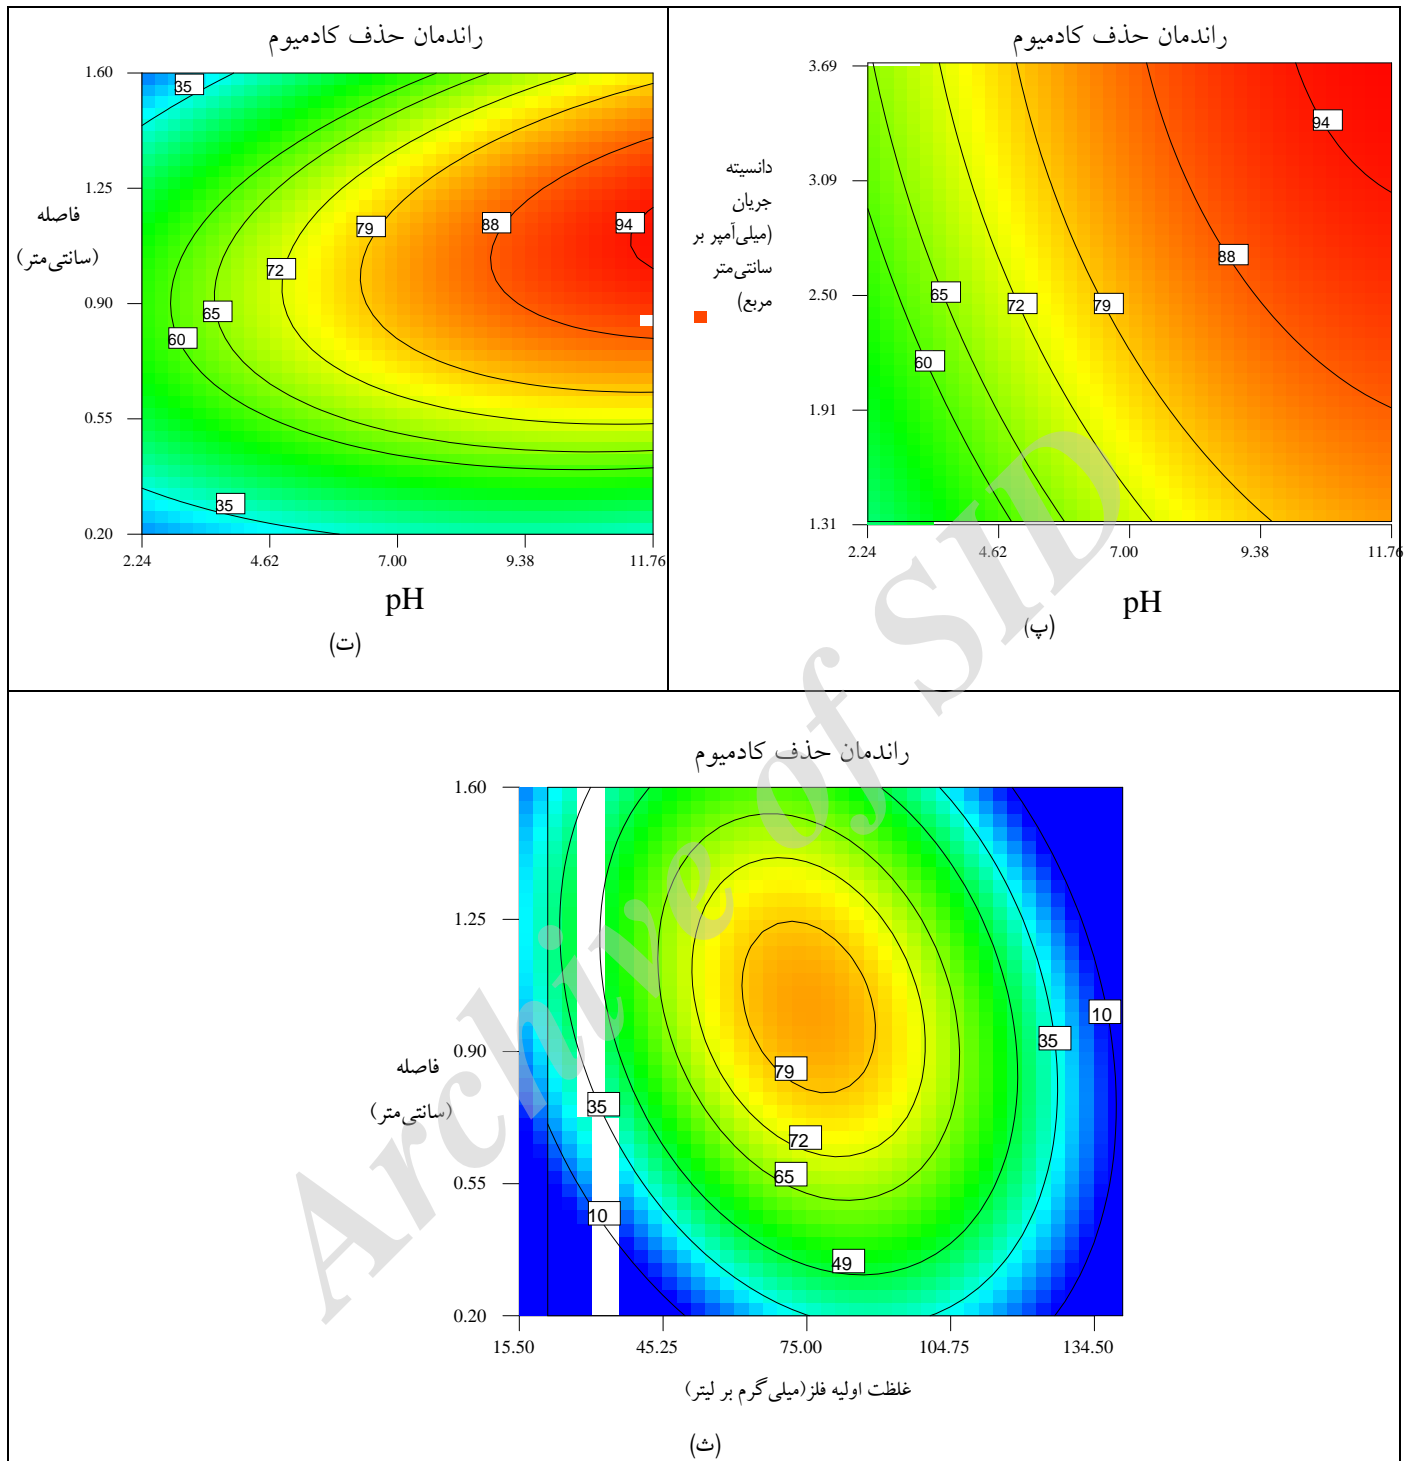 راندمان حذف کادمیوم
3.69
3.09
2.50
1.91
1.31
دانسیته
جریان
(میلی‌آمپر بر
سانتی‌متر
مربع)
94
88
79
72
65
60
2.24 4.62 7.00 9.38 11.76
pH
(پ)
راندمان حذف کادمیوم
1.60
1.25
0.90
0.55
0.20
فاصله
(سانتی‌متر)
35
94
88
79
72
65
60
35
2.24 4.62 7.00 9.38 11.76
pH
(ت)
راندمان حذف کادمیوم
1.60
1.25
0.90
0.55
0.20
فاصله
(سانتی‌متر)
10
35
79
35
72
65
10
49
15.50 45.25 75.00 104.75 134.50
غلظت اولیه فلز(میلی‌گرم بر لیتر)
(ث)
Archive of SID